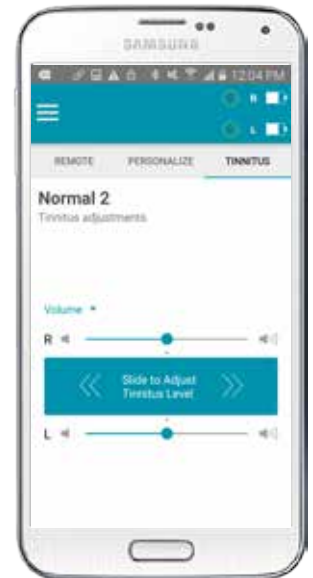 SAMSUNG
12:04 PM
R
L
REMOTE PERSONALIZE TINNITUS
Normal 2
Tinnitus adjustments
Volume
R
Slide to Adjust
Tinnitus Level
L